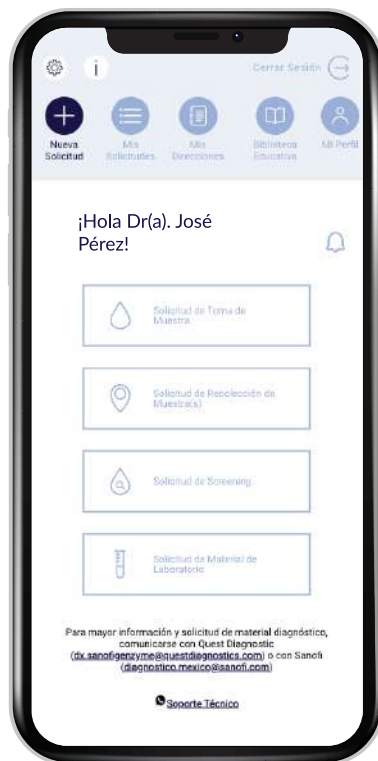 i
Cerrar Sesión
Nueva
Solicitud
Mis
Solicitudes
Mis
Direcciones
Biblioteca
Educativa
Mi Perfil
¡Hola Dr(a). José
Pérez!
Solicitud de Toma de
Muestra
Solicitud de Recolección de
Muestra(s)
Solicitud de Screening
Solicitud de Material de
Laboratorio
Para mayor información y solicitud de material diagnóstico,
comunicarse con Quest Diagnostic
(dx.sanofigenzyme@questdiagnostics.com) o con Sanofi
(diagnostico.mexico@sanofi.com)
Soporte Técnico